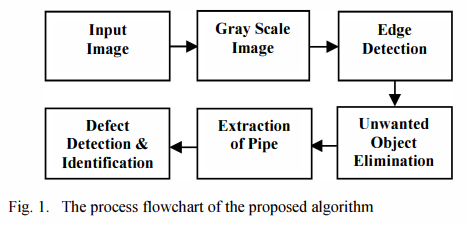 Input
Image
Gray Scale
Image
Edge
Detection
Unwanted
Object
Elimination
Extraction
of Pipe
Defect
Detection &
Identification
Fig. 1. The process flowchart of the proposed algorithm